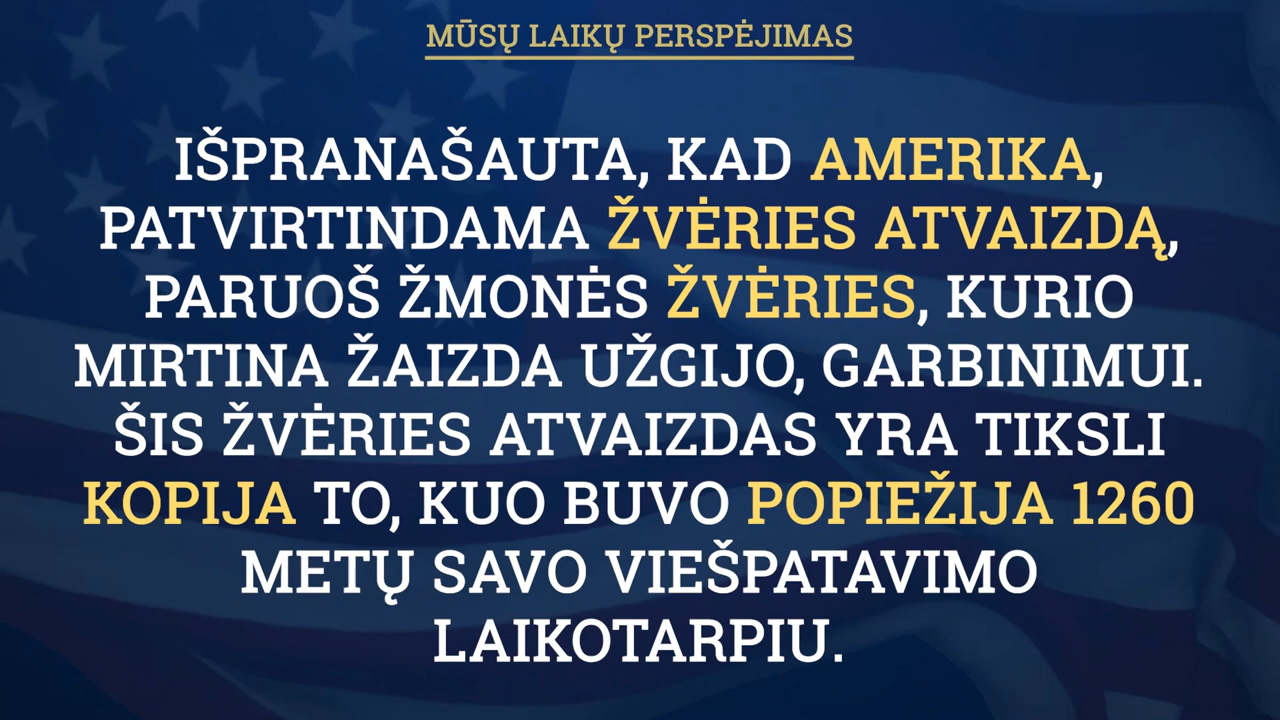 MŪSŲ LAIKŲ PERSPĖJIMAS
IŠPRANAŠAUTA, KAD AMERIKA,
PATVIRTINDAMA ŽVĖRIES ATVAIZDĄ,
PARUOŠ ŽMONĖS ŽVĖRIES, KURIO
MIRTINA ŽAIZDA UŽGIJO, GARBINIMUI.
ŠIS ŽVĖRIES ATVAIZDAS YRA TIKSLI
KOPIJA TO, KUO BUVO POPIEŽIJA 1260
METŲ SAVO VIEŠPATAVIMO
LAIKOTARPIU.